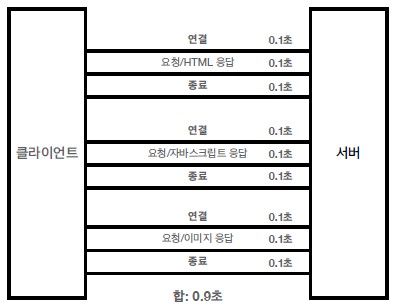 연결 0.1초
요청/HTML 응답 0.1초
종료 0.1초
연결 0.1초
클라이언트 요청/자바스크립트 응답 0.1초 서버
종료 0.1초
연결 0.1초
요청/이미지 응답 0.1초
종료 0.1초
합: 0.9초